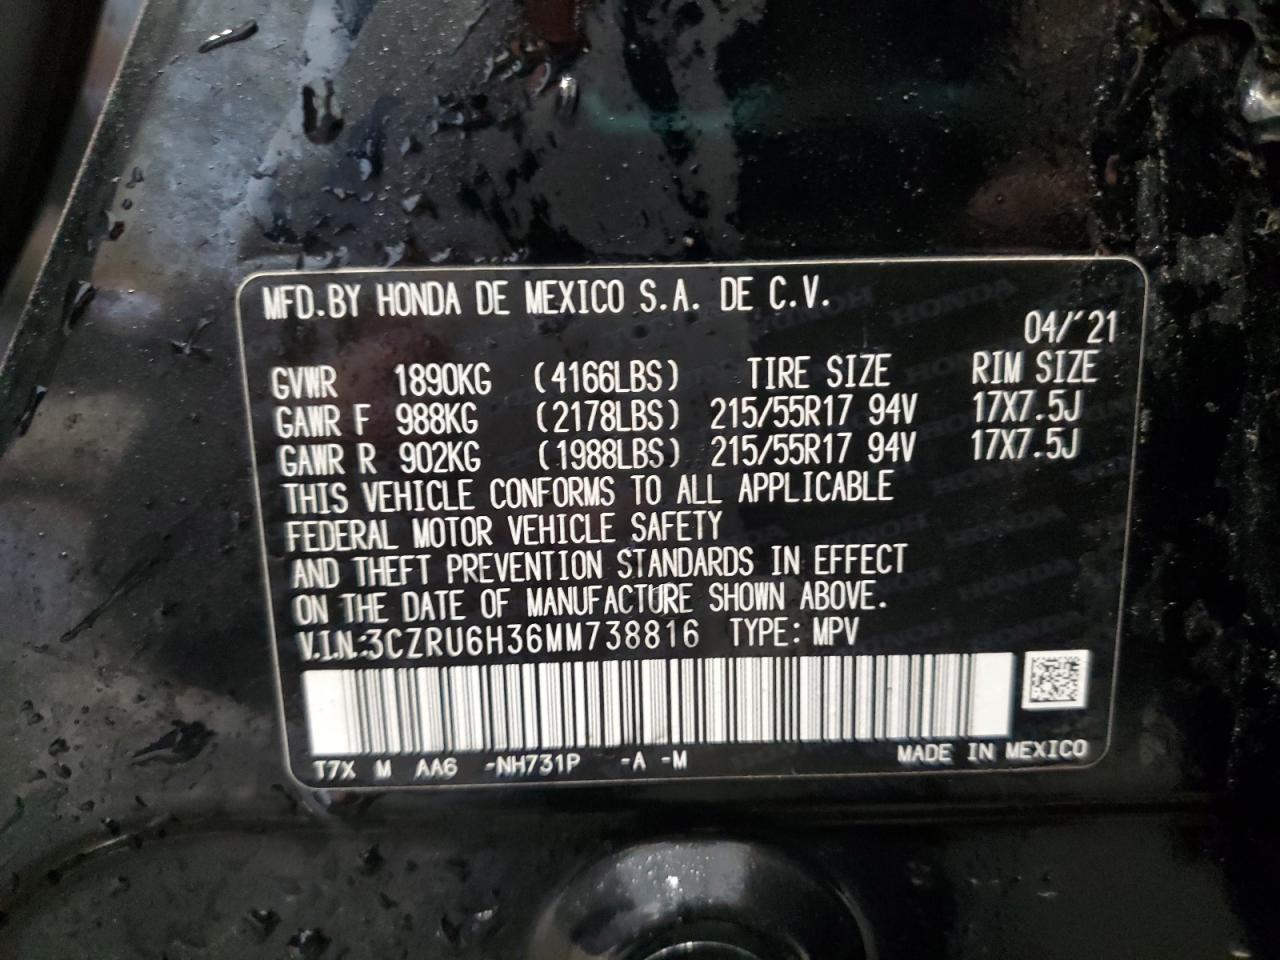 MFD.BY HONDA DE MEXICO S.A. DE C.V.
04/'21
GVWR 1890KG (4166LBS) TIRE SIZE RIM SIZE
GAWR F 988KG (2178LBS) 215/55R17 94V 17X7.5J
GAWR R 902KG (1988LBS) 215/55R17 94V 17X7.5J
THIS VEHICLE CONFORMS TO ALL APPLICABLE
FEDERAL MOTOR VEHICLE SAFETY
AND THEFT PREVENTION STANDARDS IN EFFECT
ON THE DATE OF MANUFACTURE SHOWN ABOVE.
V.I.N.:3CZRU6H36MM738816 TYPE: MPV
T7X M AA6 -NH731P -A -M MADE IN MEXICO